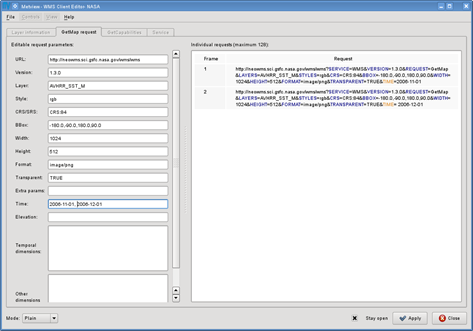 Metview - WMS Client Editor - NASA
File Controls View Help
Layer information GetMap request GetCapabilities Service
Editable request parameters:
URL: http://neowms.sci.gsfc.nasa.gov/wms/wms
Version: 1.3.0
Layer: AVHRR_SST_M
Style: rgb
CRS/SRS: CRS:84
BBox: -180.0,-90.0,180.0,90.0
Width: 1024
Height: 512
Format: image/png
Transparent: TRUE
Extra params:
Time: 2006-11-01, 2006-12-01
Elevation:
Temporal
dimensions
Other
dimensions
Individual requests (maximum 128):
Frame Request
1 http://neowms.sci.gsfc.nasa.gov/wms/wms?SERVICE=WMS&VERSION=1.3.0&REQUEST=GetMap
&LAYERS=AVHRR_SST_M&STYLES=rgb&CRS=CRS:84&BBOX=-180.0,-90.0,180.0,90.0&WIDTH=
1024&HEIGHT=512&FORMAT=image/png&TRANSPARENT=TRUE&TIME=2006-11-01
2 http://neowms.sci.gsfc.nasa.gov/wms/wms?SERVICE=WMS&VERSION=1.3.0&REQUEST=GetMap
&LAYERS=AVHRR_SST_M&STYLES=rgb&CRS=CRS:84&BBOX=-180.0,-90.0,180.0,90.0&WIDTH=
1024&HEIGHT=512&FORMAT=image/png&TRANSPARENT=TRUE&TIME= 2006-12-01
Mode: Plain Stay open Apply Close